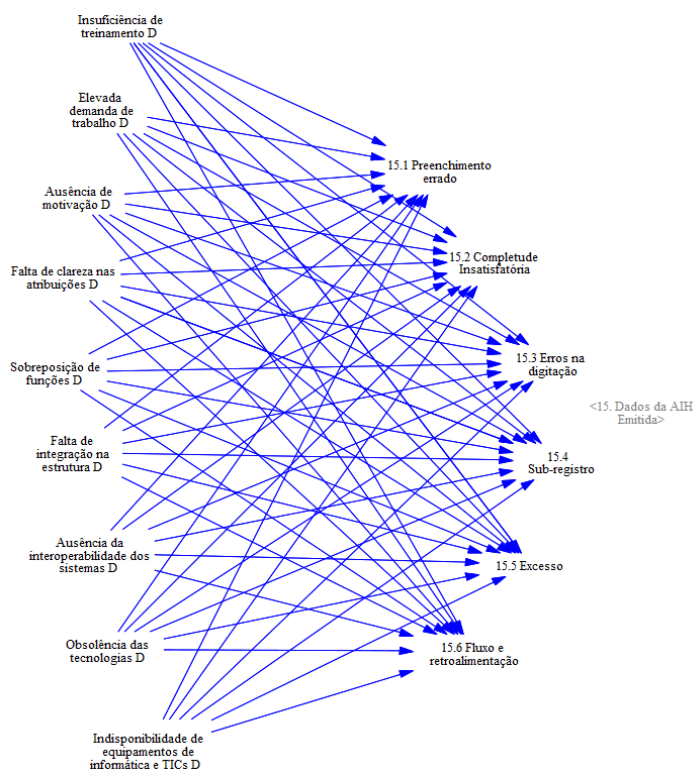 Insuficiência de
treinamento D
Elevada
demanda de
trabalho D
Ausência de
motivação D
Falta de clareza nas
atribuições D
Sobreposição de
funções D
Falta de
integração na
estrutura D
Ausência da
interoperabilidade dos
sistemas D
Obsolência das
tecnologias D
Indisponibilidade de
equipamentos de
informática e TICs D
15.1 Preenchimento
errado
15.2 Completude
Insatisfatória
15.3 Erros na
digitação
15.4
Sub-registro
15.5 Excesso
15.6 Fluxo e
retroalimentação
<15. Dados da AIH
Emitida>